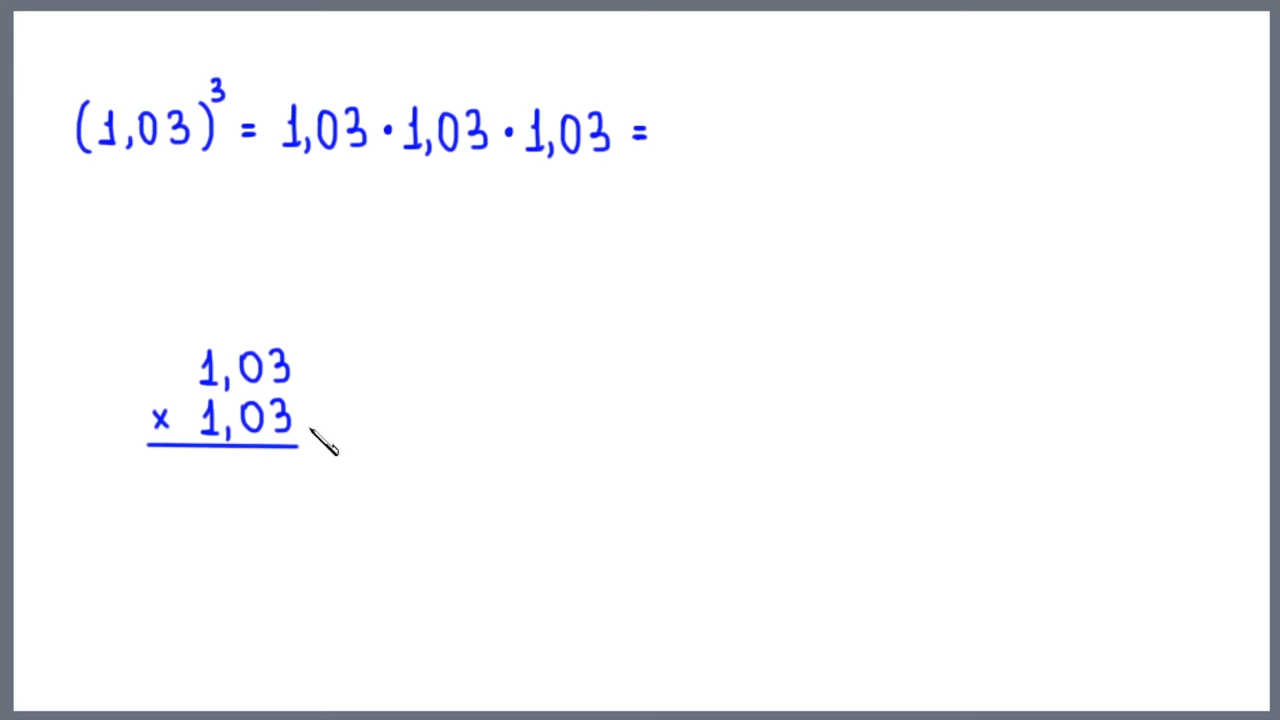 (1,03)³ = 1,03 · 1,03 · 1,03 =
1,03
× 1,03